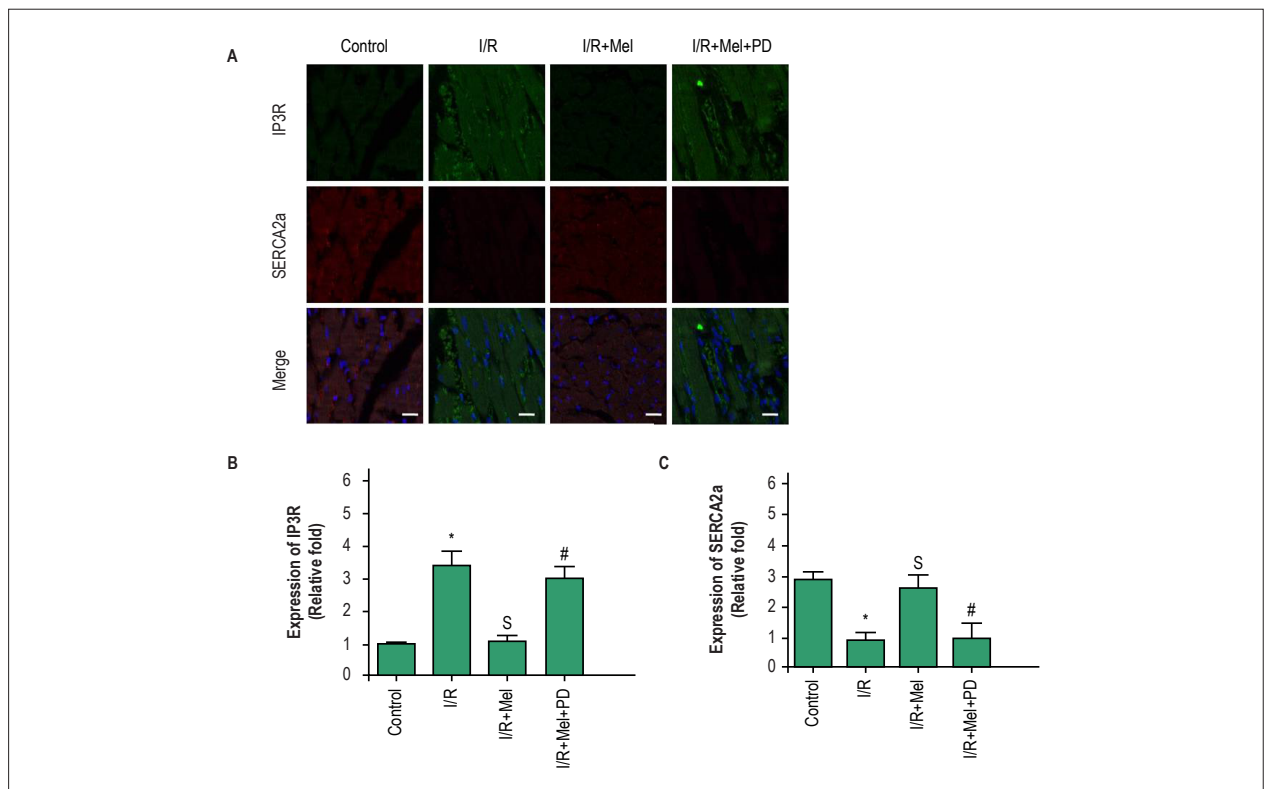 A
Control
I/R
I/R+Mel
I/R+Mel+PD
IP3R
SERCA2a
Merge
B
Expression of IP3R
(Relative fold)
6
5
4
3
2
1
0
*
S
#
Control
I/R
I/R+Mel
I/R+Mel+PD
C
Expression of SERCA2a
(Relative fold)
6
5
4
3
2
1
0
*
S
#
Control
I/R
I/R+Mel
I/R+Mel+PD